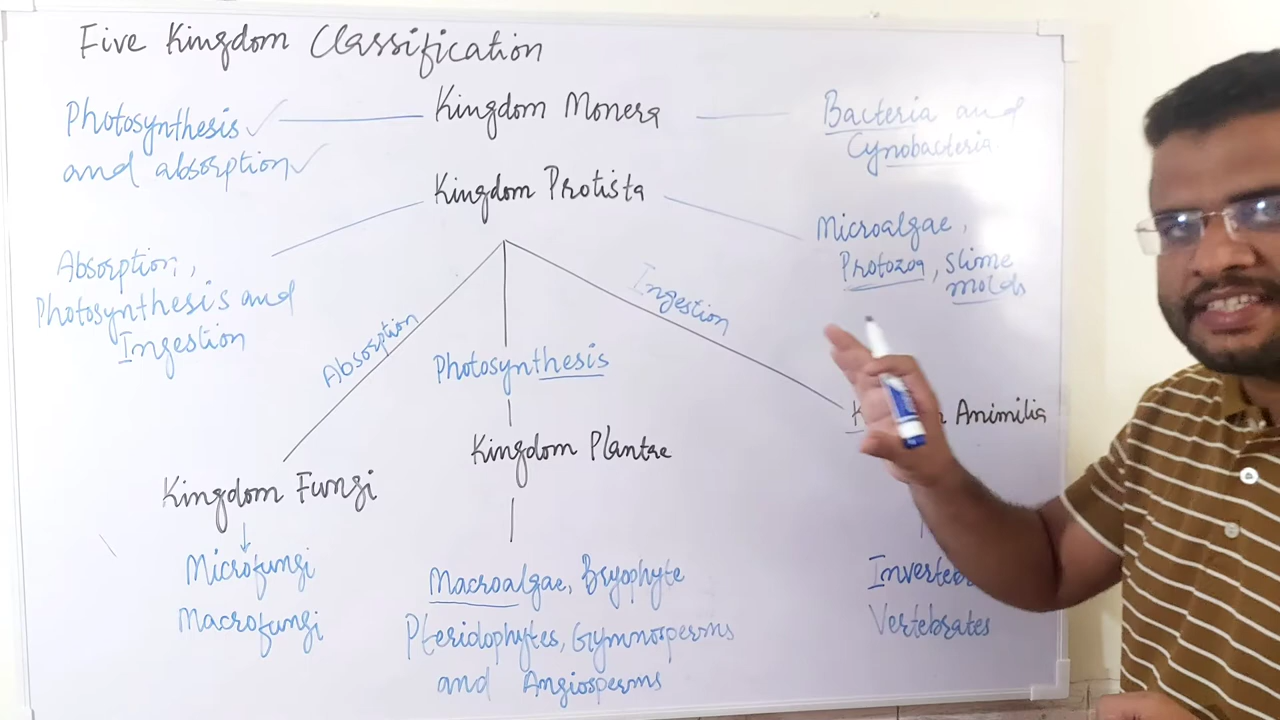 Five Kingdom Classification
Photosynthesis
and absorption
Kingdom Monera
Bacteria and
Cynobacteria
Kingdom Protista
Absorption,
Photosynthesis and
Ingestion
Microalgae,
Protozoa, Slime
molds
Absorption
Photosynthesis
Ingestion
Kingdom Fungi
Kingdom Plantae
Animilia
Microfungi
Macrofungi
Macroalgae, Bryophyte
Pteridophytes, Gymnosperms
and Angiosperms
Vertebrates